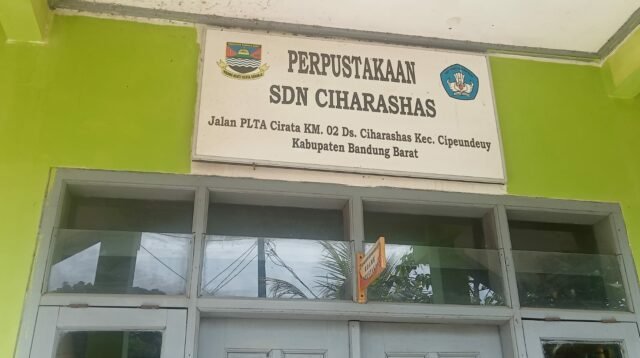 PERPUSTAKAAN
SDN CIHARASHAS
Jalan PLTA Cirata KM. 02 Ds. Ciharashas Kec. Cipeundeuy
Kabupaten Bandung Barat